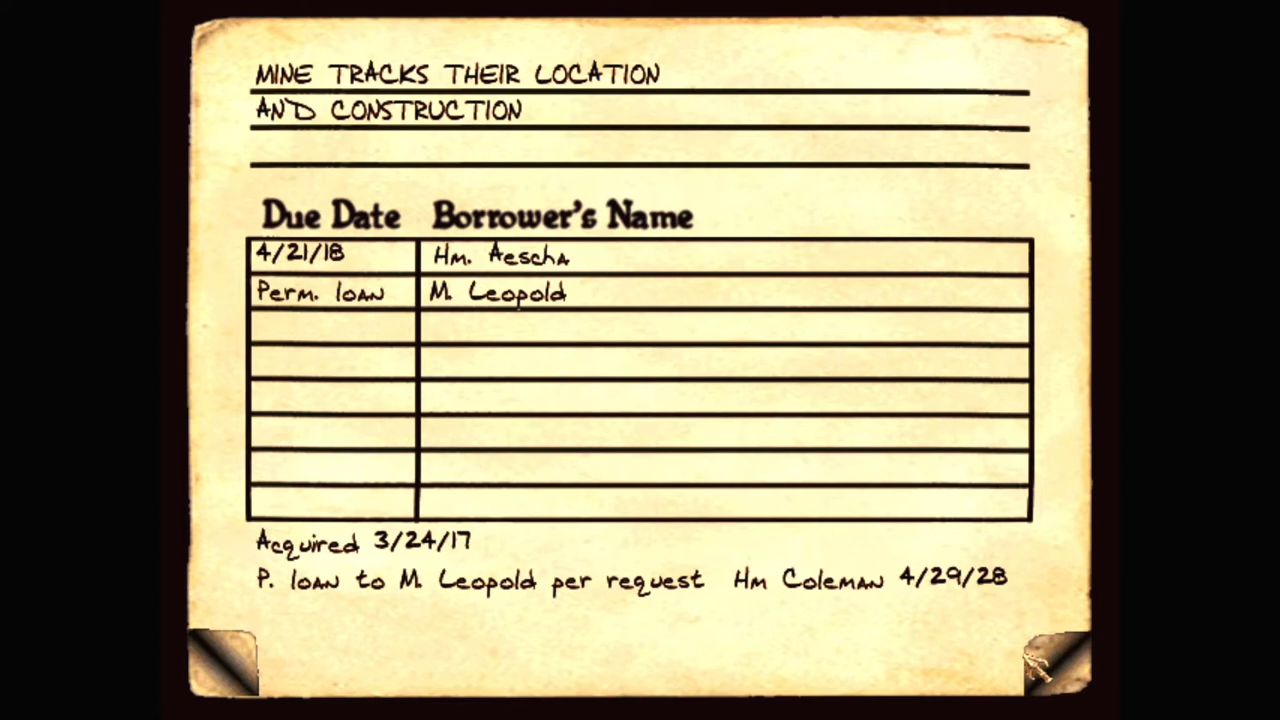 MINE TRACKS THEIR LOCATION
AND CONSTRUCTION
Due Date Borrower's Name
4/21/18 Hm. Aescha
Perm. loan M. Leopold
Acquired 3/24/17
P. loan to M. Leopold per request Hm Coleman 4/29/28